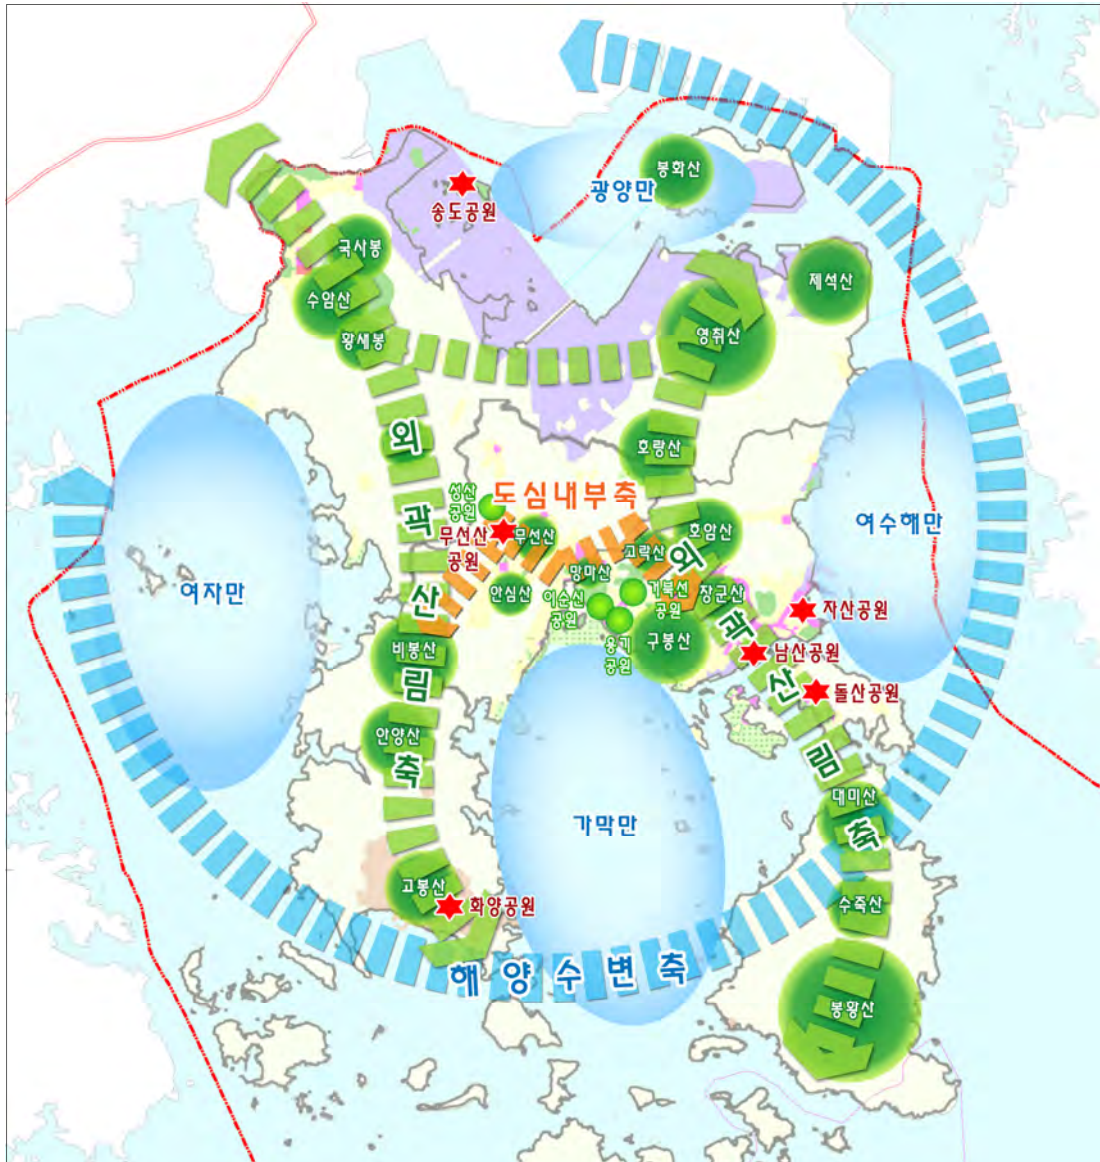 봉화산
광양만
송도공원
국사봉
제석산
수암산
영취산
황새봉
외곽산림축
호랑산
도심내부축
성산
공원
무선산
공원
무선산
호암산
여수해만
고락산
외곽산림축
여자만
망마산
안심산
이순신
공원
거북선
공원
장군산
자산공원
용기
공원
구봉산
남산공원
비봉산
돌산공원
안양산
대미산
가막만
고봉산
화양공원
수죽산
해양수변축
봉황산